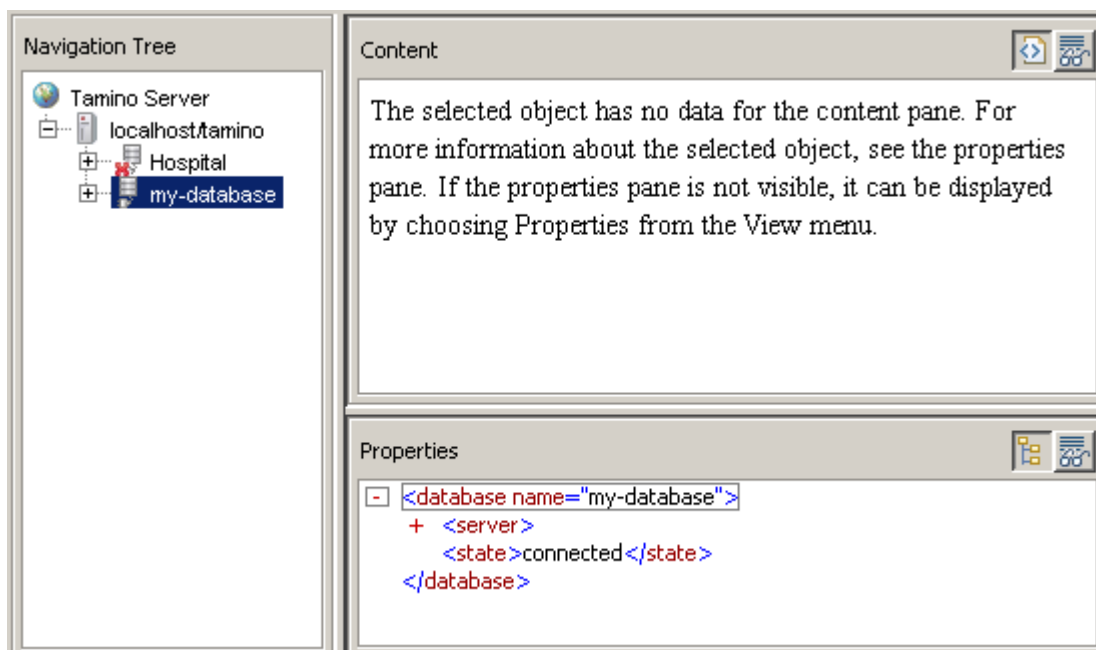 Navigation Tree
Tamino Server
localhost/tamino
Hospital
my-database
Content
The selected object has no data for the content pane. For
more information about the selected object, see the properties
pane. If the properties pane is not visible, it can be displayed
by choosing Properties from the View menu.
Properties
- <database name="my-database">
+ <server>
<state>connected</state>
</database>